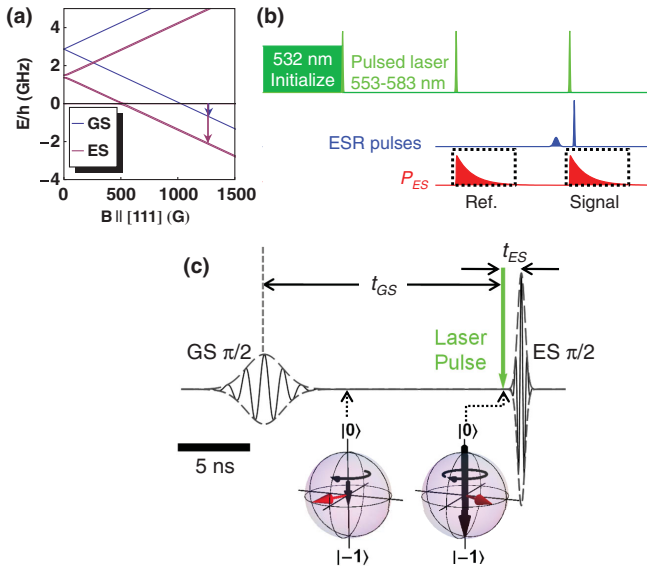 (a)
E/h (GHz)
4
2
0
−2
−4
GS
ES
0 500 1000 1500
B || [111] (G)
(b)
532 nm
Initialize
Pulsed laser
553-583 nm
ESR pulses
P_ES
Ref.
Signal
(c)
t_ES
t_GS
GS π/2
Laser
Pulse
ES π/2
5 ns
|0⟩
|0⟩
|−1⟩
|−1⟩